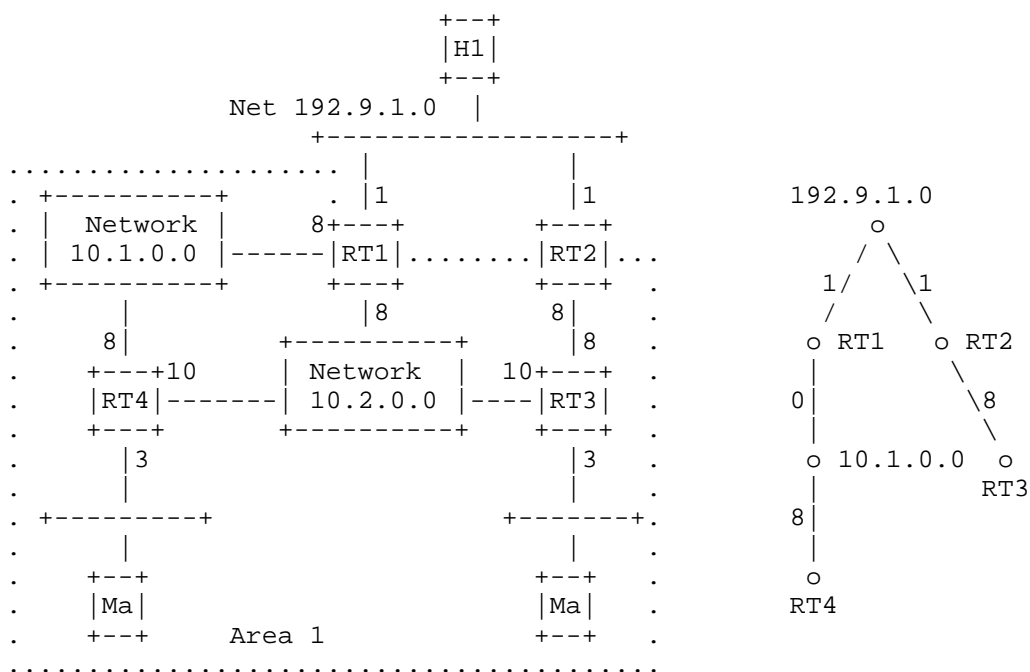 H1
Net 192.9.1.0
1 1 192.9.1.0
Network 8
10.1.0.0 RT1 RT2
1 1
8 8
8 8 RT1 RT2
10 Network 10
RT4 10.2.0.0 RT3 0 8
3 3 10.1.0.0
RT3
8
Ma Ma RT4
Area 1